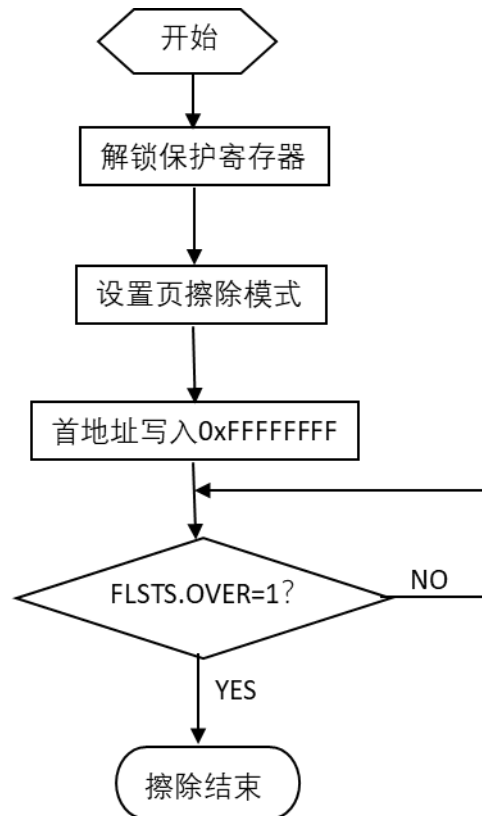 开始
解锁保护寄存器
设置页擦除模式
首地址写入0xFFFFFFFF
FLSTS.OVER=1?
NO
YES
擦除结束